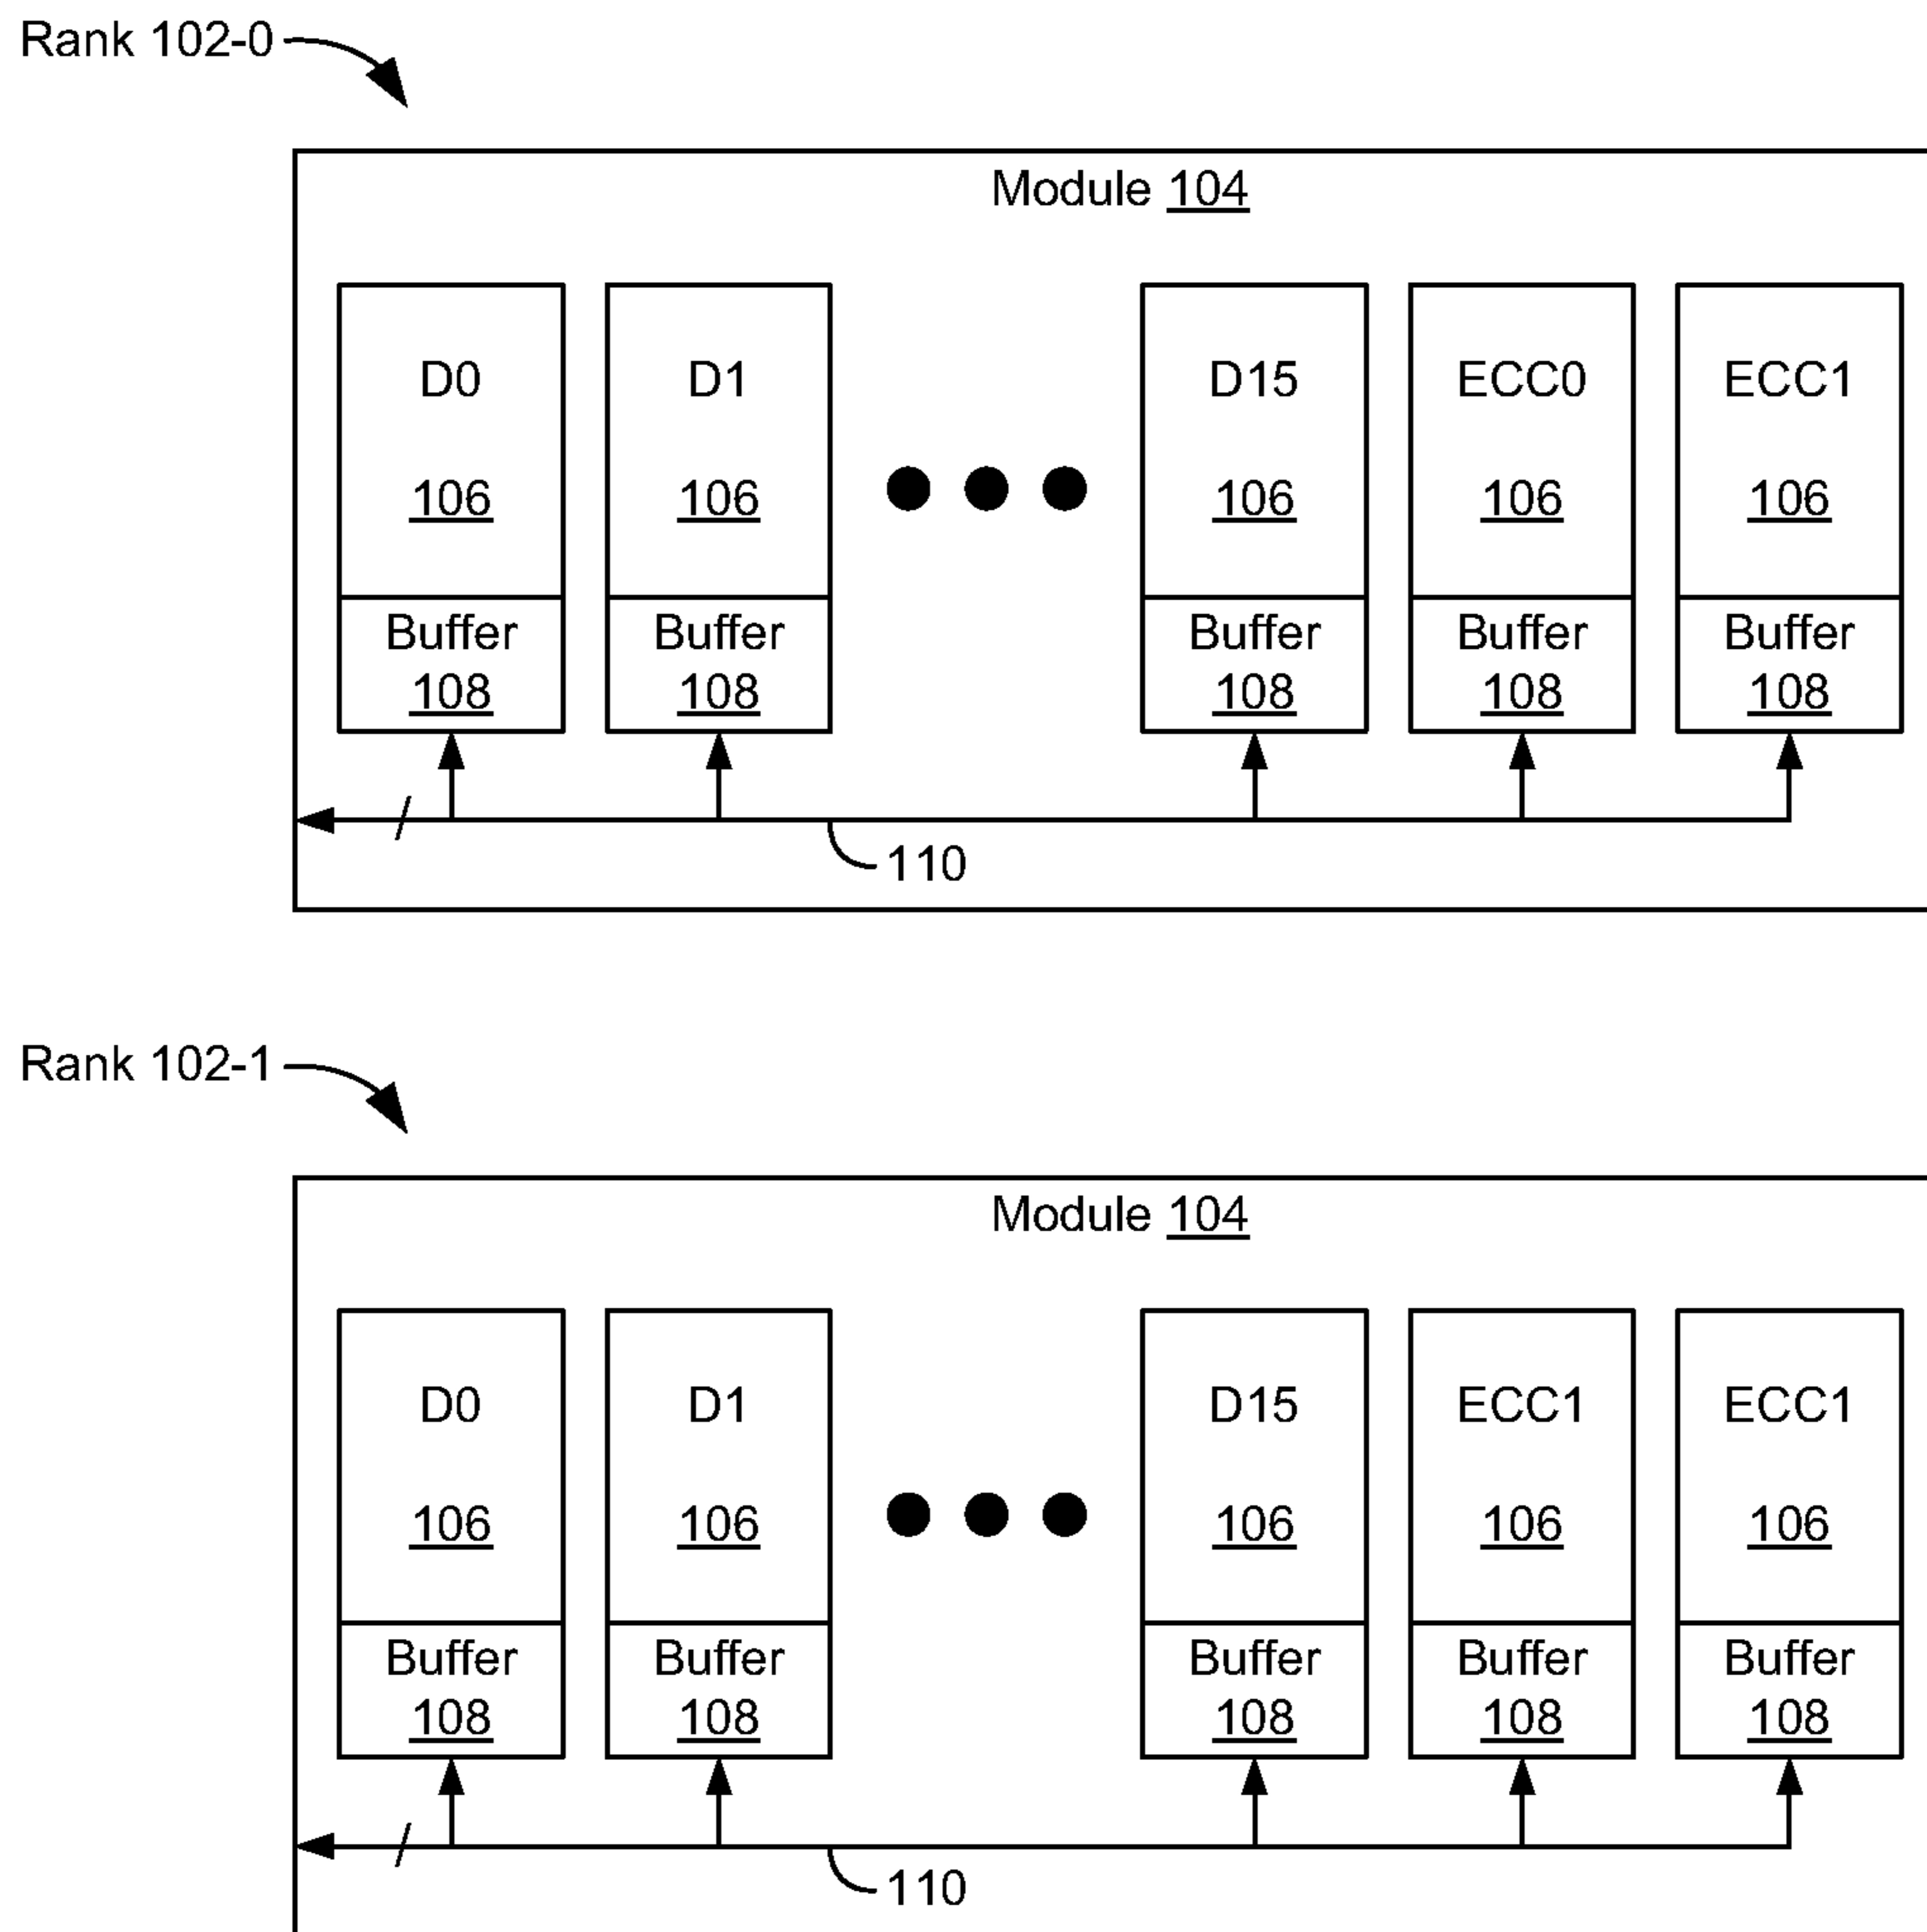 Rank 102-0
Module 104
D0 D1 D15 ECC0 ECC1
106 106 106 106 106
Buffer Buffer Buffer Buffer Buffer
108 108 108 108 108
110
Rank 102-1
Module 104
D0 D1 D15 ECC1 ECC1
106 106 106 106 106
Buffer Buffer Buffer Buffer Buffer
108 108 108 108 108
110